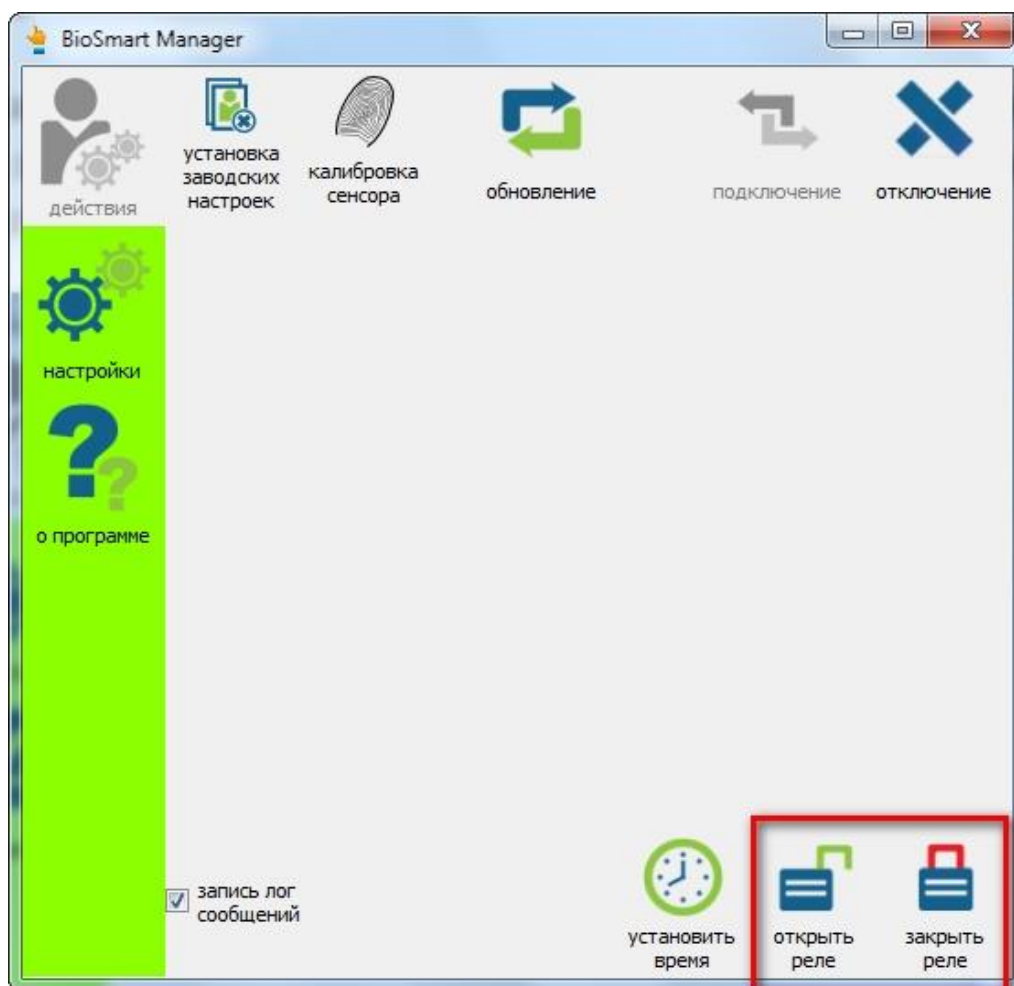 BioSmart Manager
действия
установка
заводских
настроек
калибровка
сенсора
обновление
подключение
отключение
настройки
о программе
запись лог
сообщений
установить
время
открыть
реле
закрыть
реле